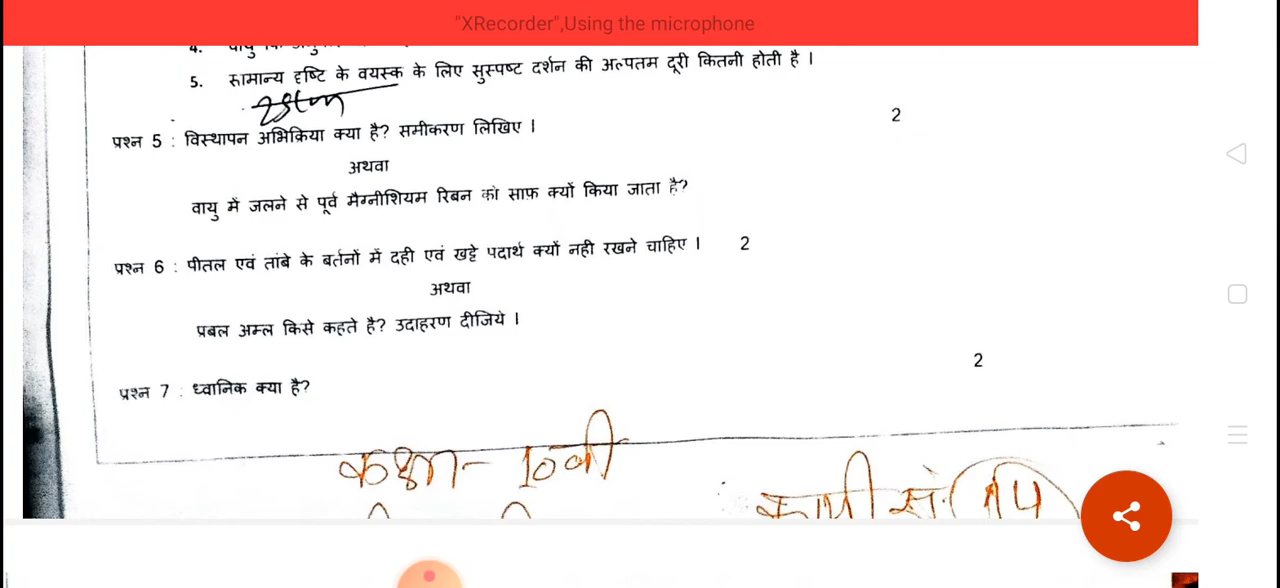 "XRecorder",Using the microphone
4.
5. सामान्य दृष्टि के वयस्क के लिए सुस्पष्ट दर्शन की अल्पतम दूरी कितनी होती है ।
प्रश्न 5 : विस्थापन अभिक्रिया क्या है? समीकरण लिखिए । 2
अथवा
वायु में जलने से पूर्व मैग्नीशियम रिबन को साफ़ क्यों किया जाता है?
प्रश्न 6 : पीतल एवं तांबे के बर्तनों में दही एवं खट्टे पदार्थ क्यों नही रखने चाहिए । 2
अथवा
प्रबल अम्ल किसे कहते है? उदाहरण दीजिये ।
प्रश्न 7 : ध्वानिक क्या है? 2
कक्षा- 10वी
कापी सं.